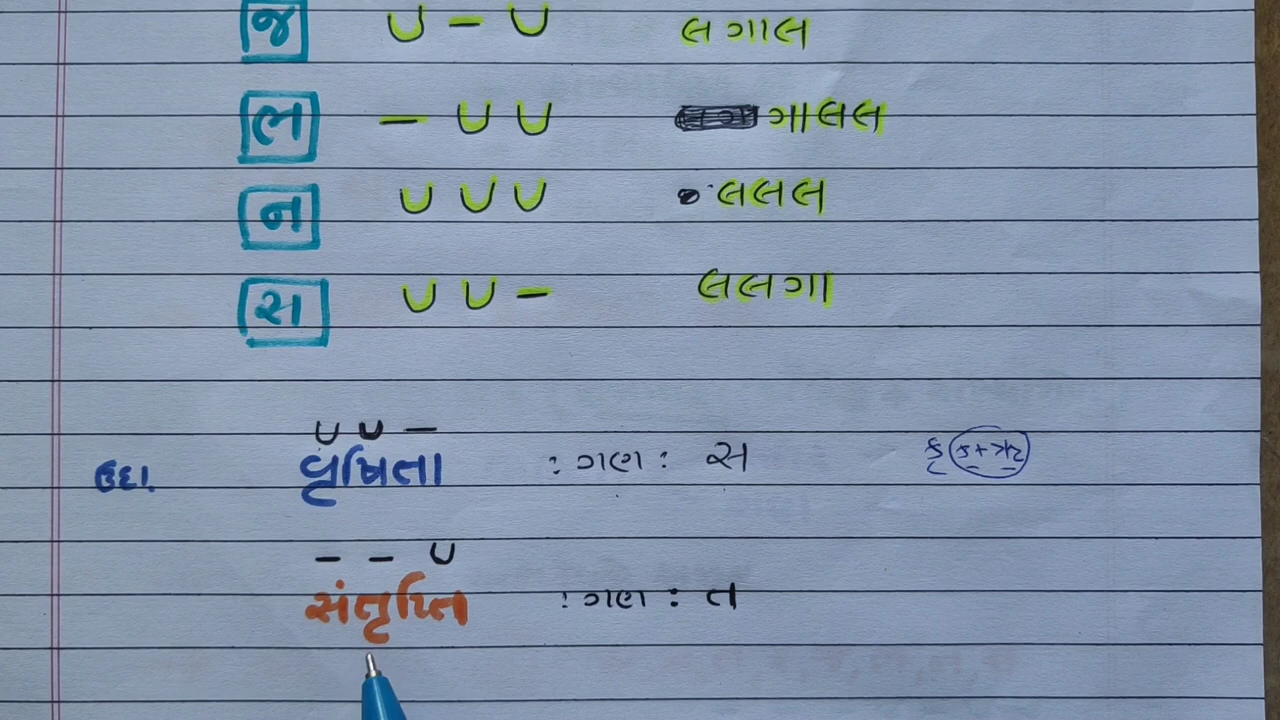 જ ∪ – ∪ લગાલ
ભ – ∪ ∪ ગાલલ
ન ∪ ∪ ∪ લલલ
સ ∪ ∪ – લલગા
∪ ∪ –
ઉદા. વૃષિતા : ગણ : સ
– – ∪
સંતૃપ્તિ : ગણ : ત